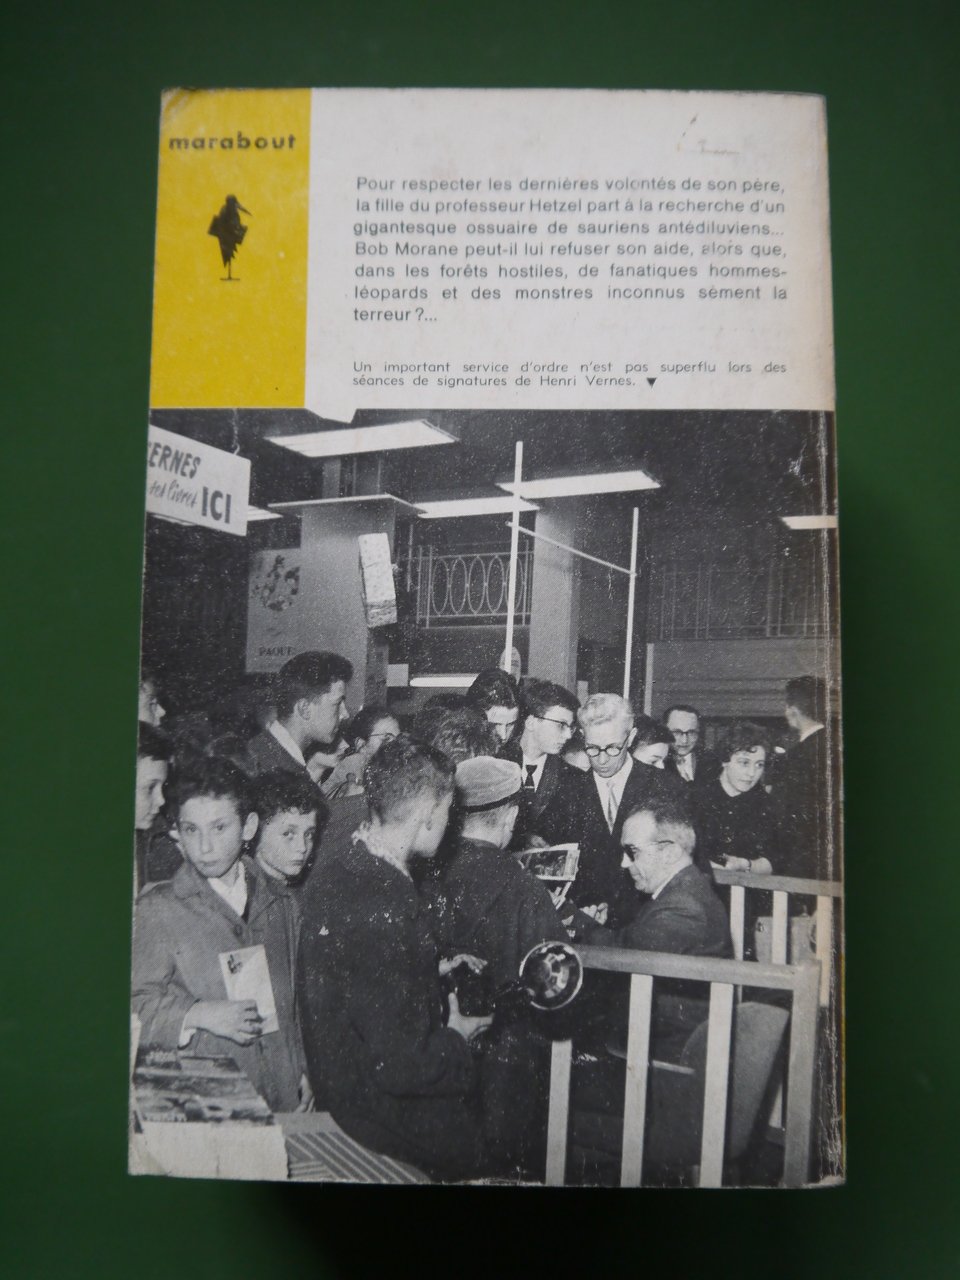 marabout
Pour respecter les dernières volontés de son père,
la fille du professeur Hetzel part à la recherche d'un
gigantesque ossuaire de sauriens antédiluviens...
Bob Morane peut-il lui refuser son aide, alors que,
dans les forêts hostiles, de fanatiques hommes-
léopards et des monstres inconnus sèment la
terreur ?...
Un important service d'ordre n'est pas superflu lors des
séances de signatures de Henri Vernes. ▼
ERNES
ses livres ICI
PAQUE